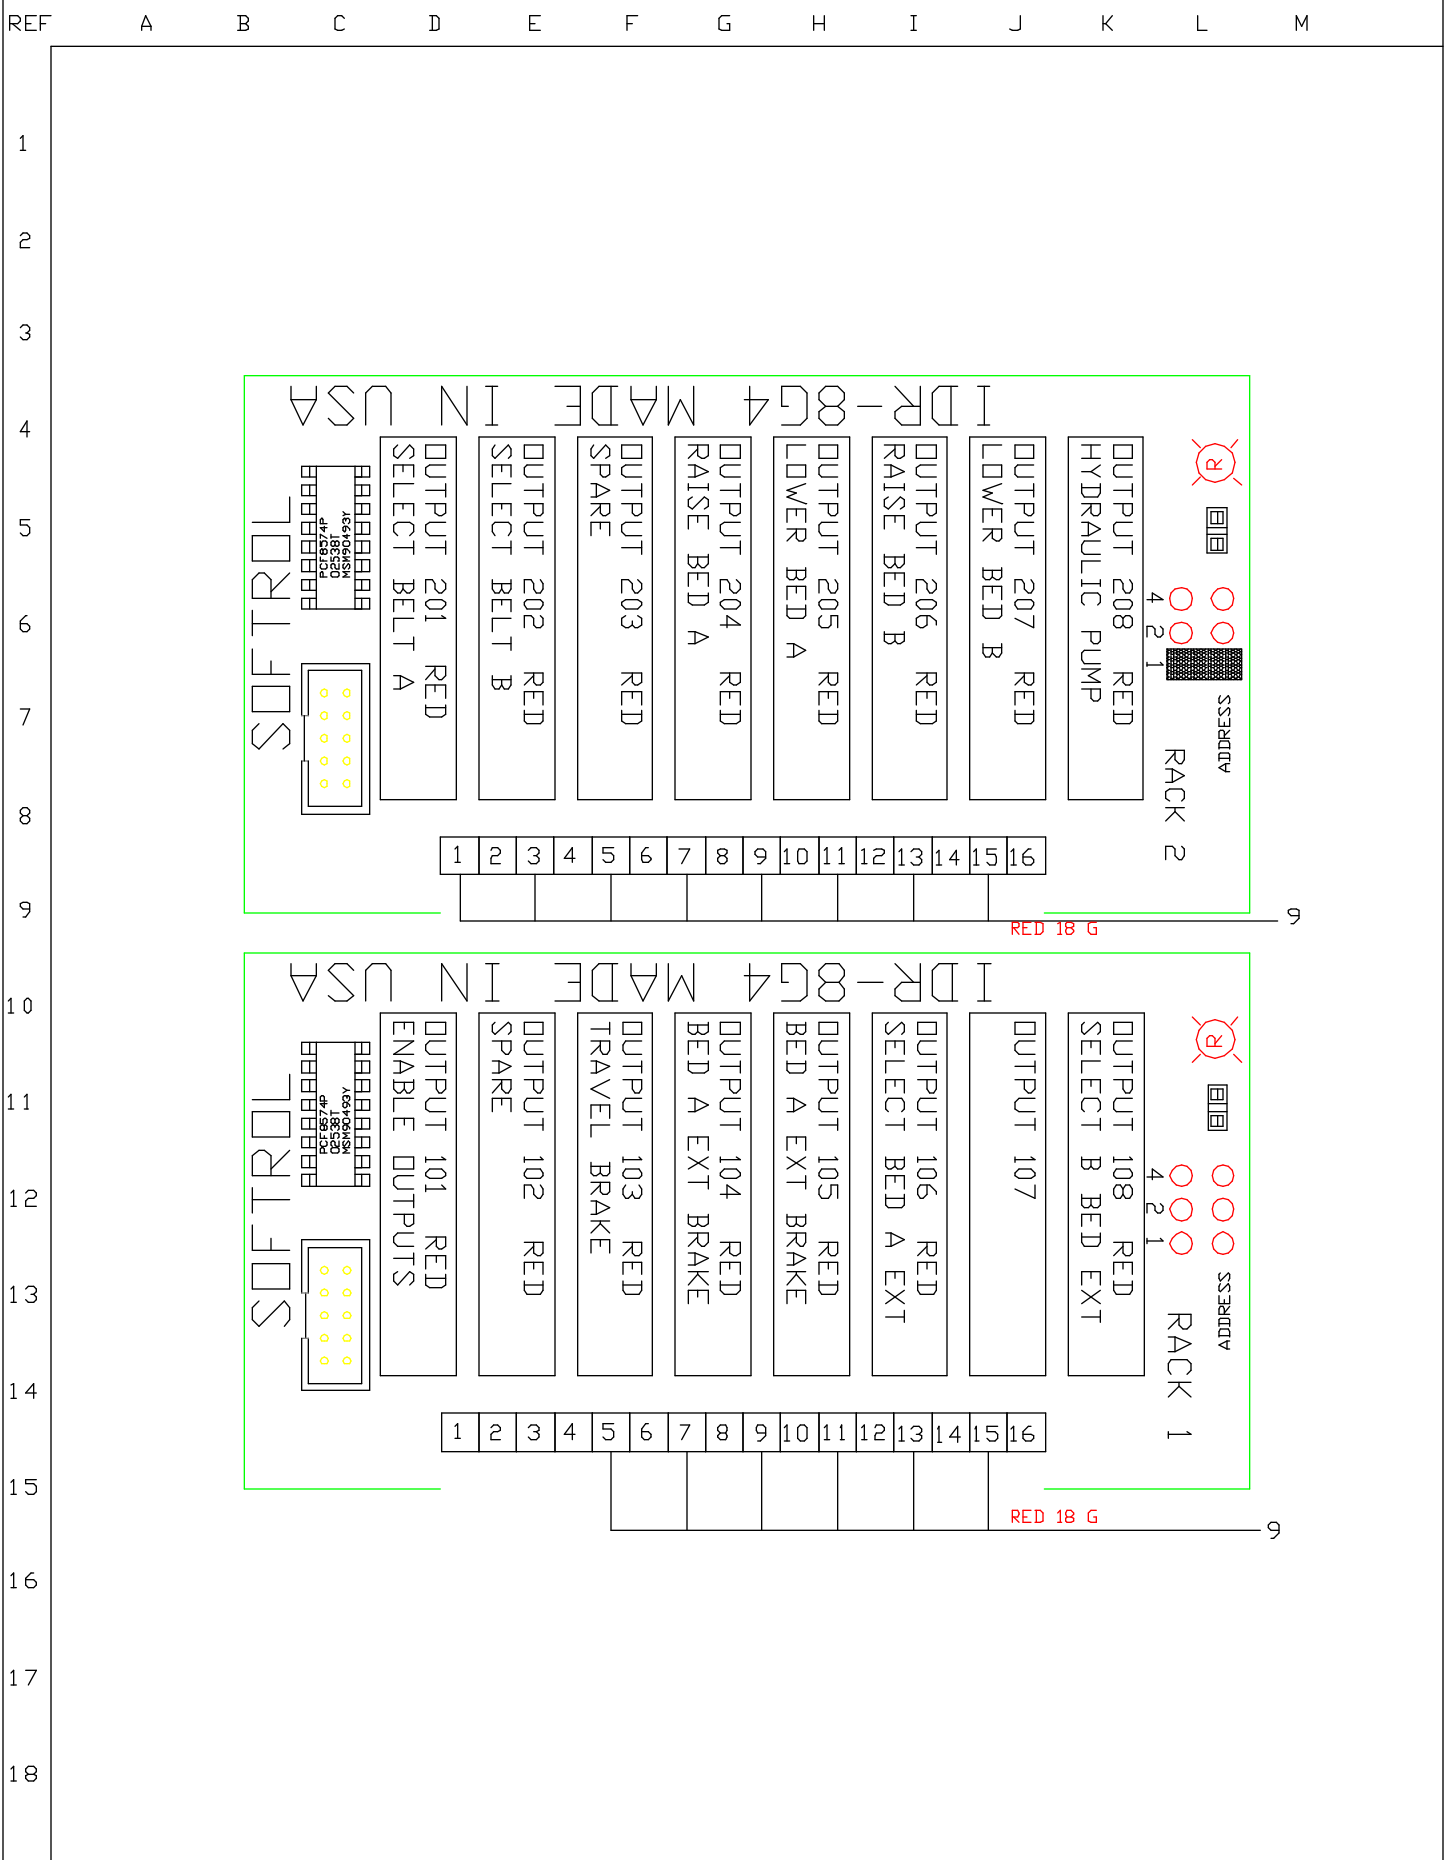 REF A B C D E F G H I J K L M
1
2
3
4
5
6
7
8
9
10
11
12
13
14
15
16
17
18
IDR-8G4 MADE IN USA
SOFTROL
PCF8574P
02538T
MSM90493Y
OUTPUT 201 RED
SELECT BELT A
OUTPUT 202 RED
SELECT BELT B
OUTPUT 203 RED
SPARE
OUTPUT 204 RED
RAISE BED A
OUTPUT 205 RED
LOWER BED A
OUTPUT 206 RED
RAISE BED B
OUTPUT 207 RED
LOWER BED B
OUTPUT 208 RED
HYDRAULIC PUMP
R
4 2 1
ADDRESS
RACK 2
1 2 3 4 5 6 7 8 9 10 11 12 13 14 15 16
9
RED 18 G
IDR-8G4 MADE IN USA
SOFTROL
PCF8574P
02538T
MSM90493Y
OUTPUT 101 RED
ENABLE OUTPUTS
OUTPUT 102 RED
SPARE
OUTPUT 103 RED
TRAVEL BRAKE
OUTPUT 104 RED
BED A EXT BRAKE
OUTPUT 105 RED
BED A EXT BRAKE
OUTPUT 106 RED
SELECT BED A EXT
OUTPUT 107
OUTPUT 108 RED
SELECT B BED EXT
R
4 2 1
ADDRESS
RACK 1
1 2 3 4 5 6 7 8 9 10 11 12 13 14 15 16
RED 18 G
9